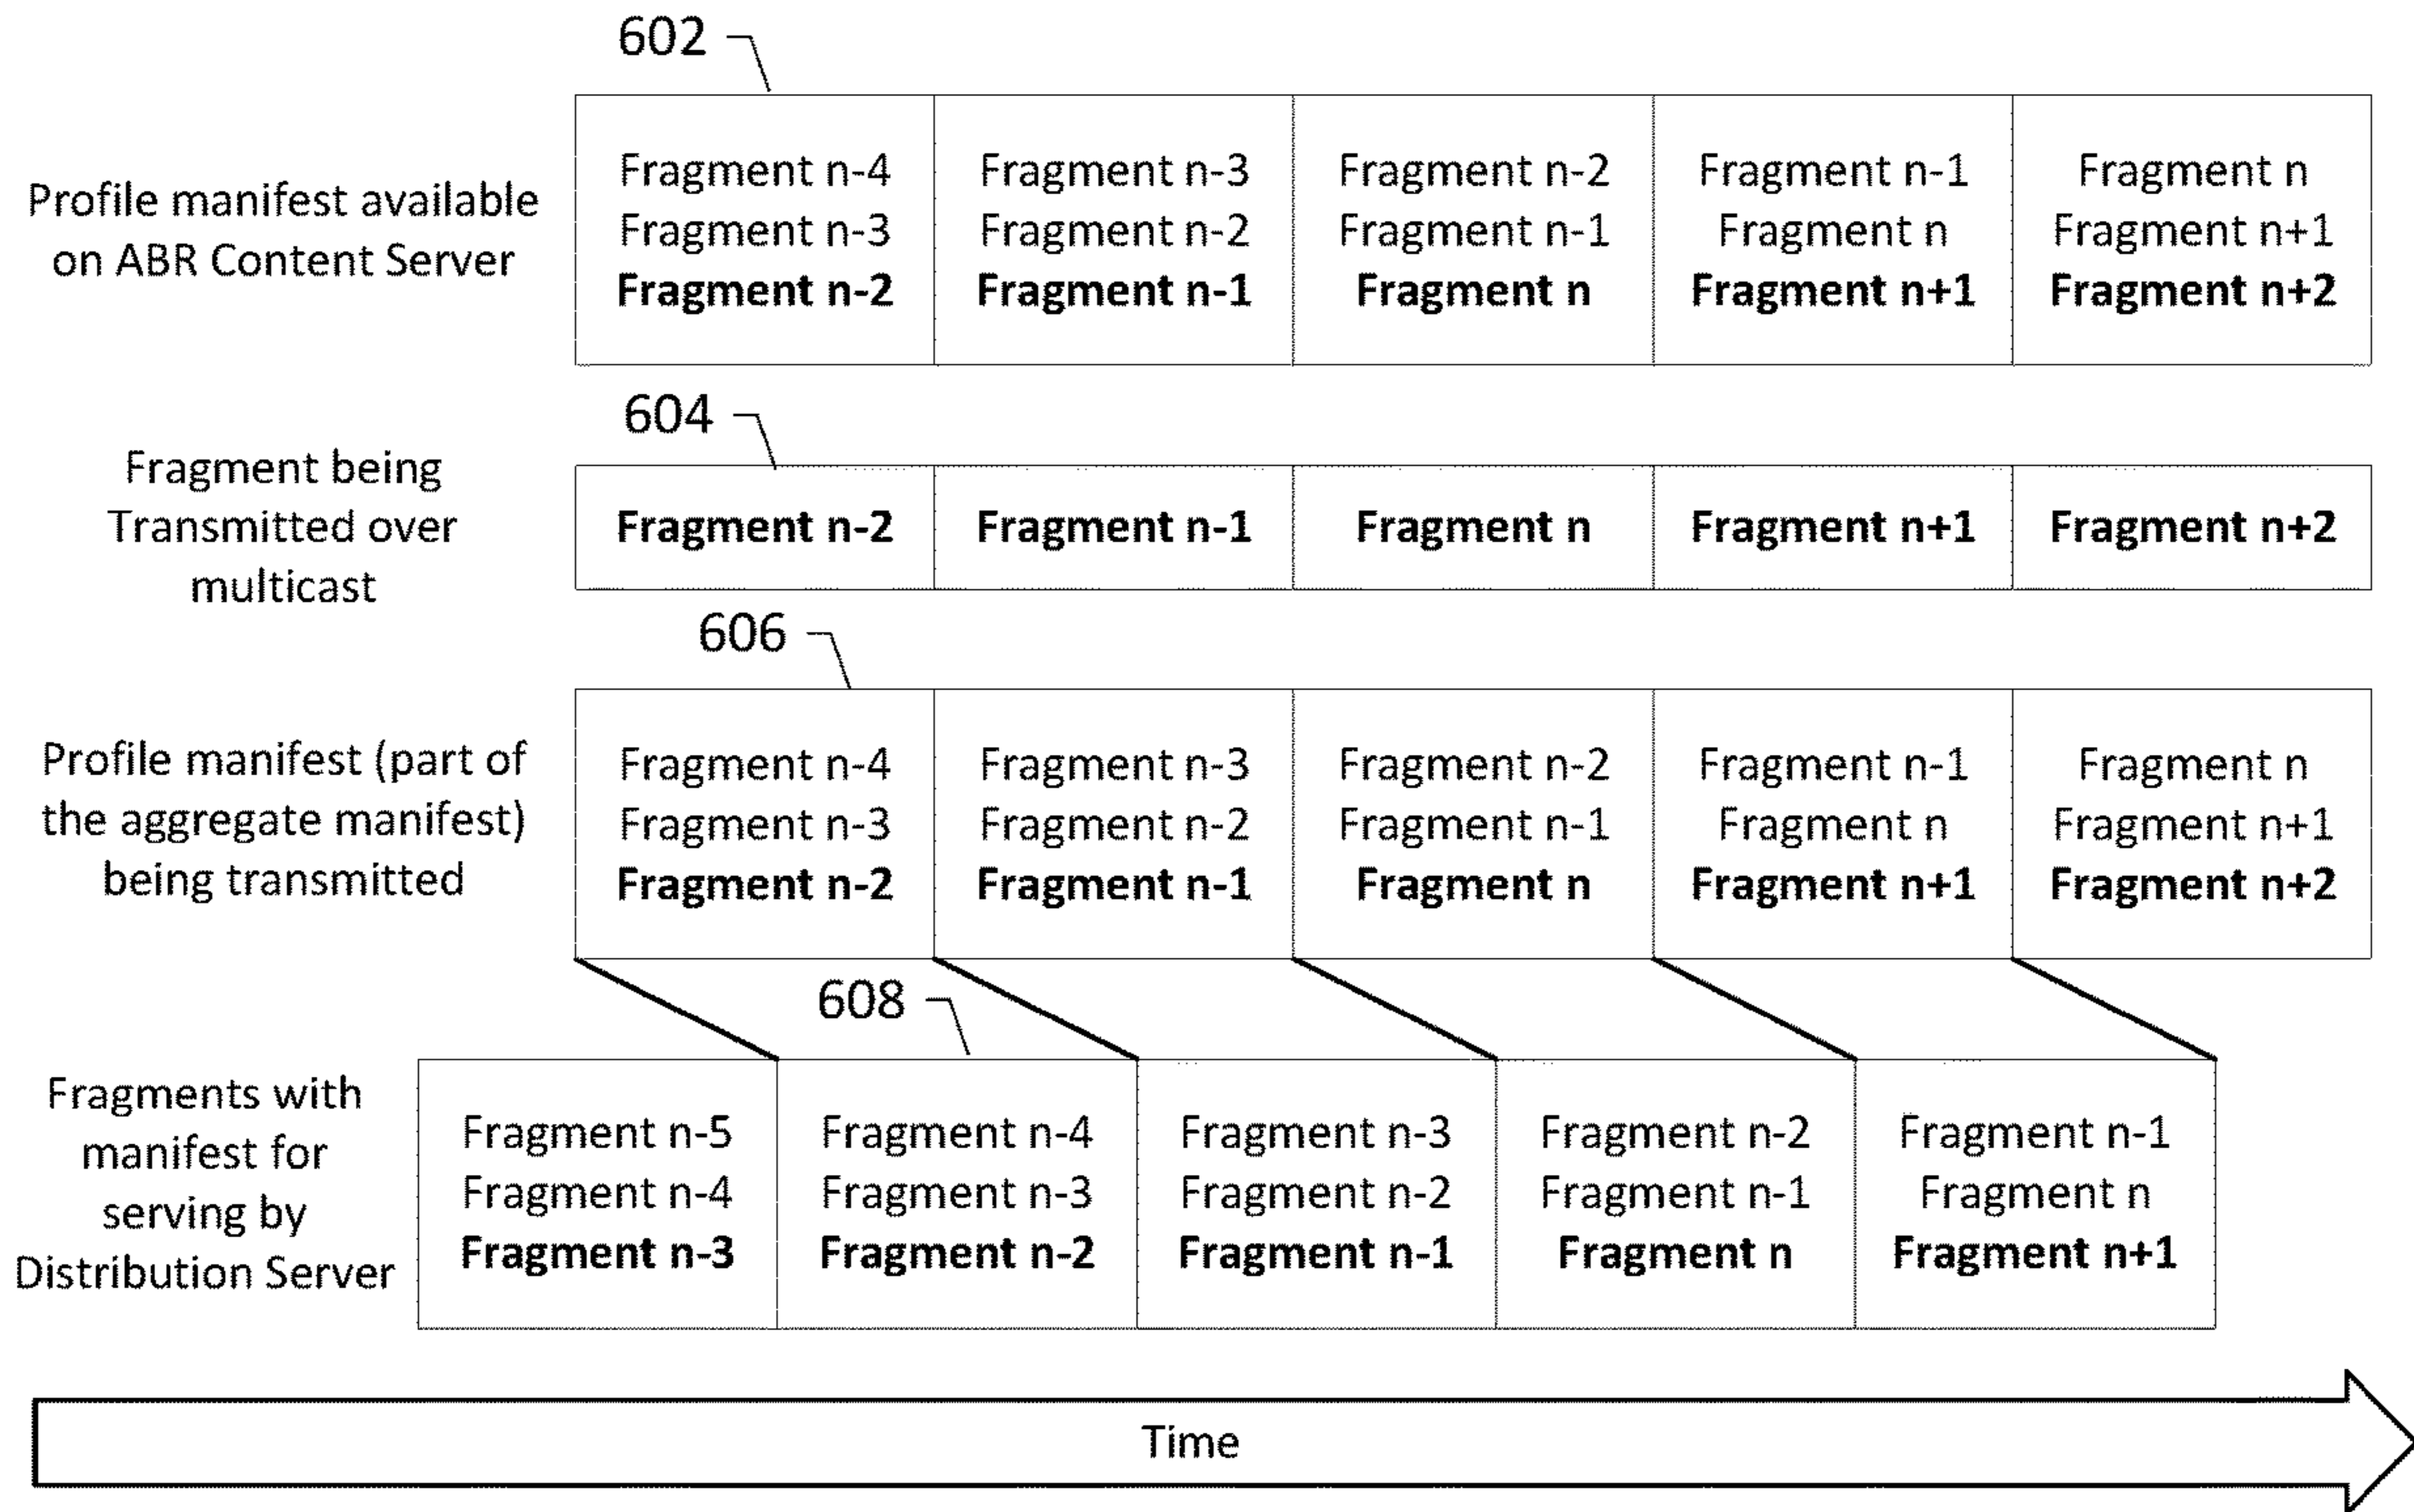 602
Profile manifest available
on ABR Content Server
Fragment n-4
Fragment n-3
Fragment n-2
Fragment n-3
Fragment n-2
Fragment n-1
Fragment n-2
Fragment n-1
Fragment n
Fragment n-1
Fragment n
Fragment n+1
Fragment n
Fragment n+1
Fragment n+2
604
Fragment being
Transmitted over
multicast
Fragment n-2
Fragment n-1
Fragment n
Fragment n+1
Fragment n+2
606
Profile manifest (part of
the aggregate manifest)
being transmitted
Fragment n-4
Fragment n-3
Fragment n-2
Fragment n-3
Fragment n-2
Fragment n-1
Fragment n-2
Fragment n-1
Fragment n
Fragment n-1
Fragment n
Fragment n+1
Fragment n
Fragment n+1
Fragment n+2
608
Fragments with
manifest for
serving by
Distribution Server
Fragment n-5
Fragment n-4
Fragment n-3
Fragment n-4
Fragment n-3
Fragment n-2
Fragment n-3
Fragment n-2
Fragment n-1
Fragment n-2
Fragment n-1
Fragment n
Fragment n-1
Fragment n
Fragment n+1
Time